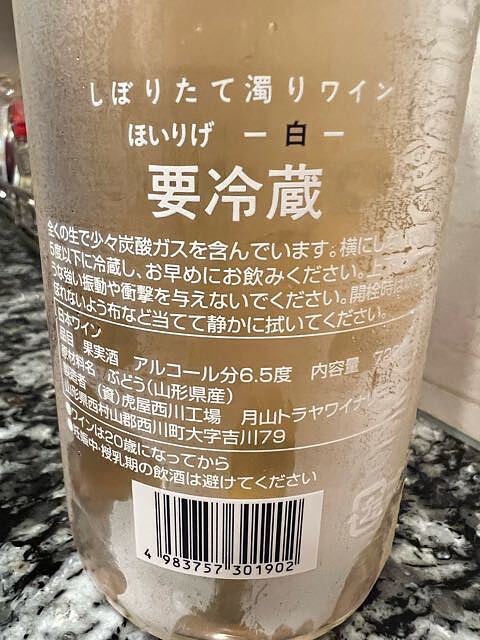 しぼりたて濁りワイン
ほいりげ ー白ー
要冷蔵
全くの生で少々炭酸ガスを含んでいます。横にし
5度以下に冷蔵し、お早めにお飲みください。上
うな強い振動や衝撃を与えないでください。開栓時は
れないよう布など当てて静かに拭いてください。
日本ワイン
品目 果実酒 アルコール分6.5度 内容量 72
原材料名 ぶどう(山形県産)
製造者 (資)虎屋西川工場 月山トラヤワイナリ
山形県西村山郡西川町大字吉川79
●ワインは20歳になってから
●妊娠中・授乳期の飲酒は避けてください
4 983757 301902